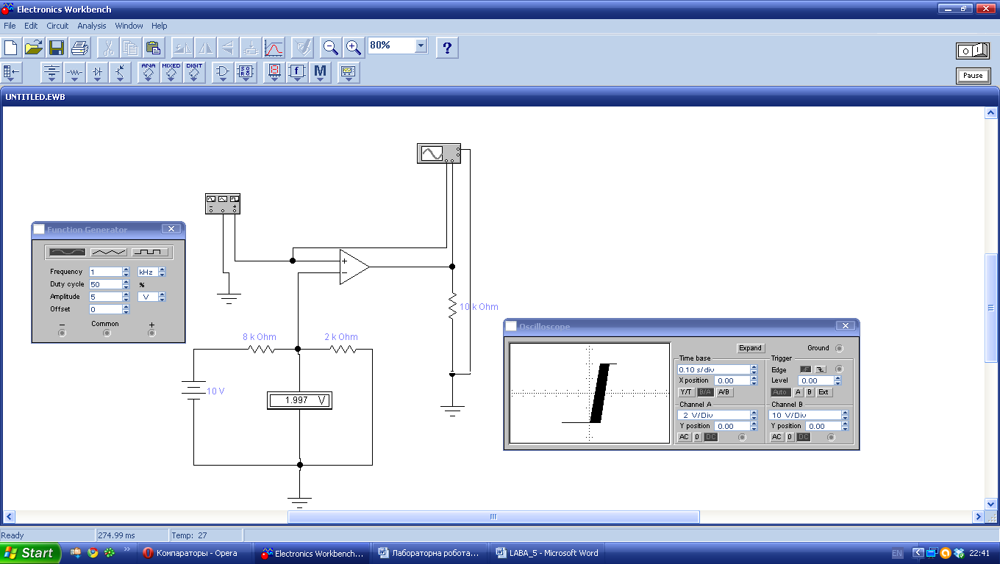 Electronics Workbench
File Edit Circuit Analysis Window Help
80%
?
ANA MIXED DIGIT
f M
O I
Pause
UNTITLED.EWB
Function Generator
Frequency 1 kHz
Duty cycle 50 %
Amplitude 5 V
Offset 0
− Common +
− +
+
−
10 k Ohm
8 k Ohm 2 k Ohm
10 V
1.997 V
Oscilloscope
Expand Ground
Time base Trigger
0.10 s/div Edge
X position 0.00 Level 0.00
Y/T B/A A/B Auto A B Ext
Channel A Channel B
2 V/Div 10 V/Div
Y position 0.00 Y position 0.00
AC 0 DC AC 0 DC
Ready 274.99 ms Temp: 27
Start Компараторы - Opera Electronics Workbench... Лабораторна робота... LABA_5 - Microsoft Word EN 22:41